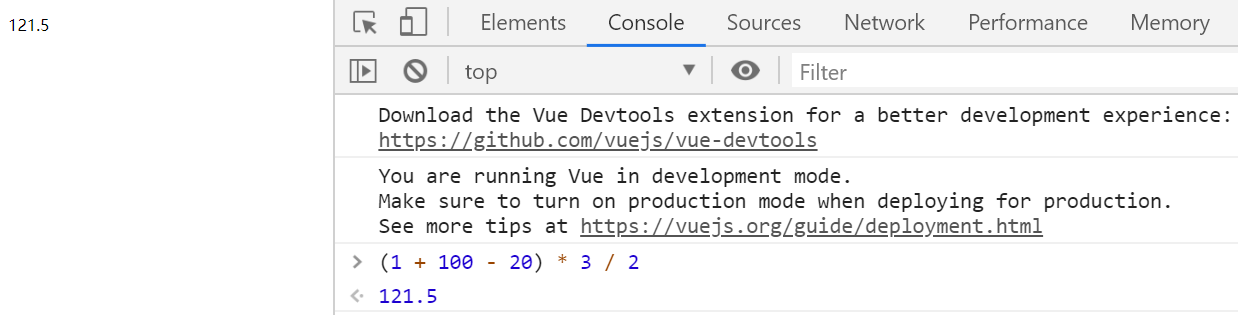 121.5
Elements Console Sources Network Performance Memory
top Filter
Download the Vue Devtools extension for a better development experience:
https://github.com/vuejs/vue-devtools
You are running Vue in development mode.
Make sure to turn on production mode when deploying for production.
See more tips at https://vuejs.org/guide/deployment.html
(1 + 100 - 20) * 3 / 2
121.5